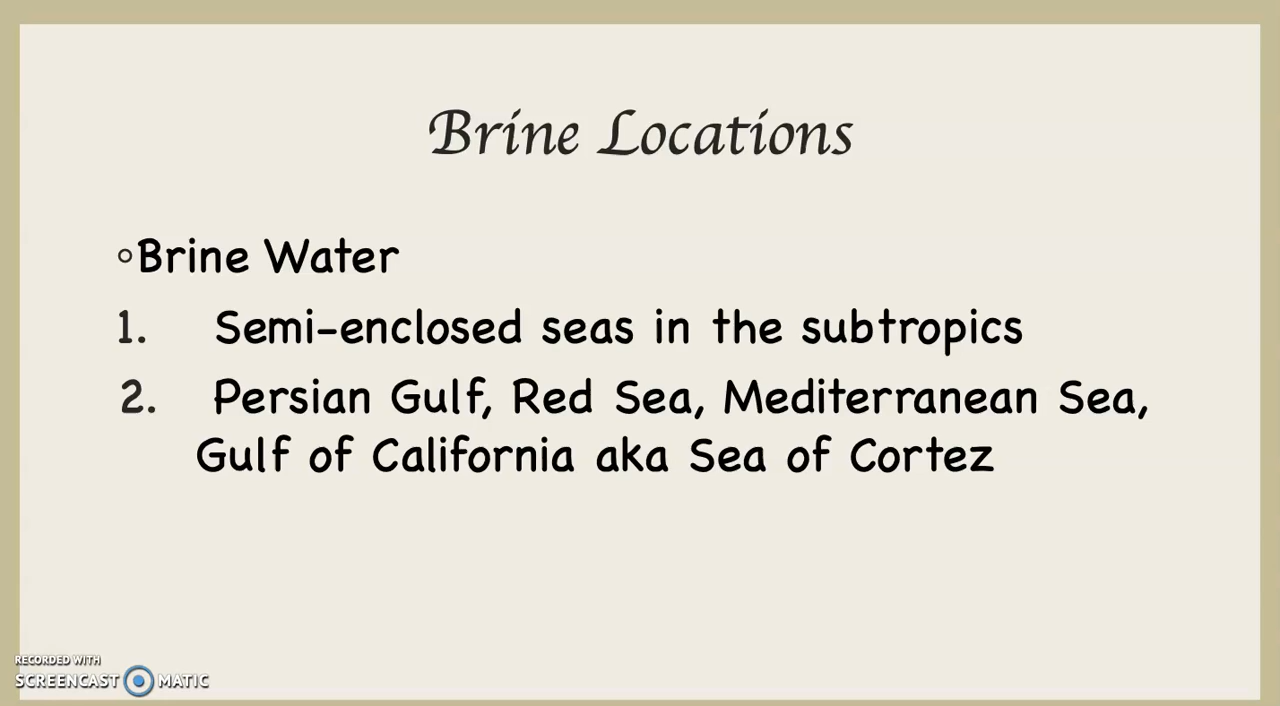 Brine Locations
◦Brine Water
1. Semi-enclosed seas in the subtropics
2. Persian Gulf, Red Sea, Mediterranean Sea,
Gulf of California aka Sea of Cortez
RECORDED WITH
SCREENCAST MATIC